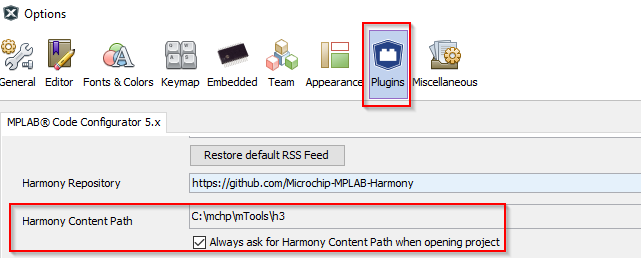 Options
General
Editor
Fonts & Colors
Keymap
Embedded
Team
Appearance
Plugins
Miscellaneous
MPLAB® Code Configurator 5.x
Restore default RSS Feed
Harmony Repository
https://github.com/Microchip-MPLAB-Harmony
Harmony Content Path
C:\mchp\mTools\h3
Always ask for Harmony Content Path when opening project